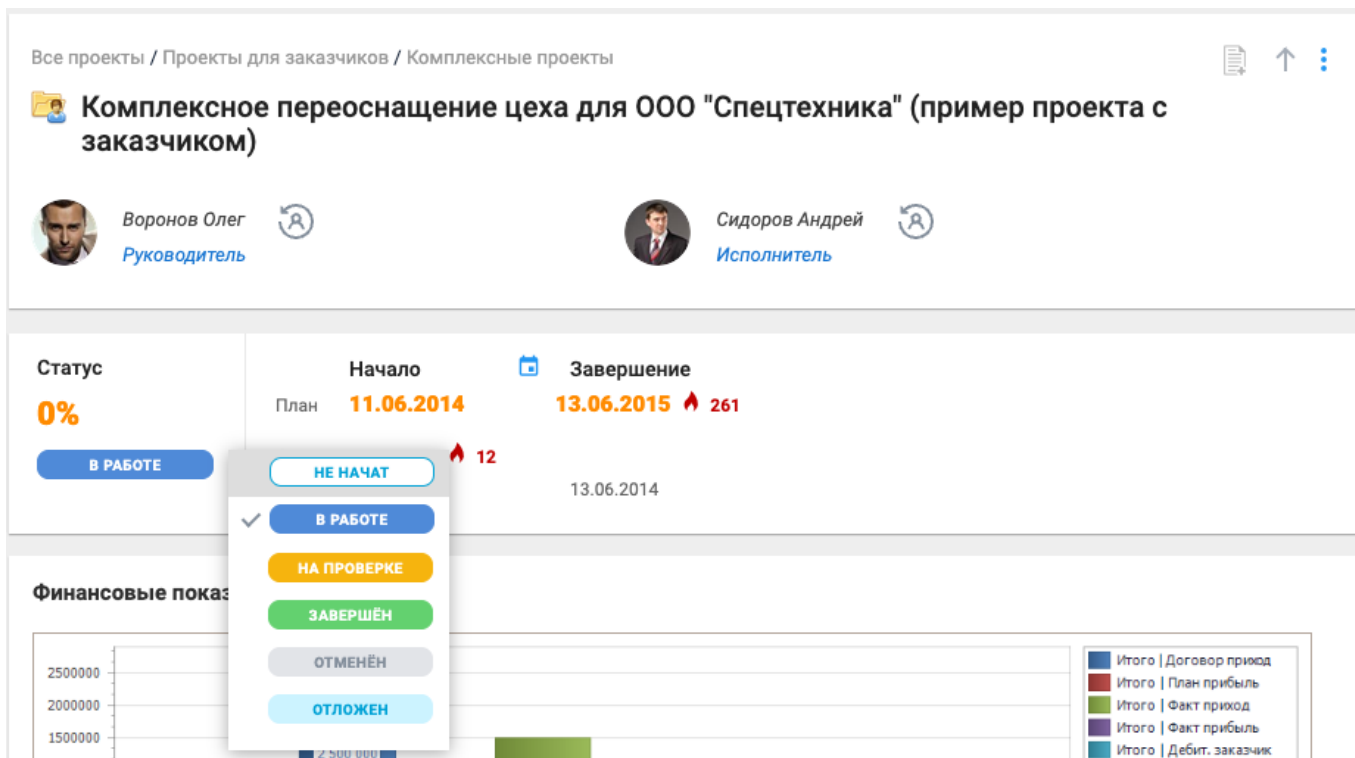 Все проекты / Проекты для заказчиков / Комплексные проекты
Комплексное переоснащение цеха для ООО "Спецтехника" (пример проекта с
заказчиком)
Воронов Олег
Руководитель
Сидоров Андрей
Исполнитель
Статус
0%
В РАБОТЕ
Начало
Завершение
План
11.06.2014
13.06.2015
261
12
13.06.2014
НЕ НАЧАТ
В РАБОТЕ
НА ПРОВЕРКЕ
ЗАВЕРШЁН
ОТМЕНЁН
ОТЛОЖЕН
Финансовые
2500000
2000000
1500000
2 500 000
Итого | Договор приход
Итого | План прибыль
Итого | Факт приход
Итого | Факт прибыль
Итого | Дебит. заказчик